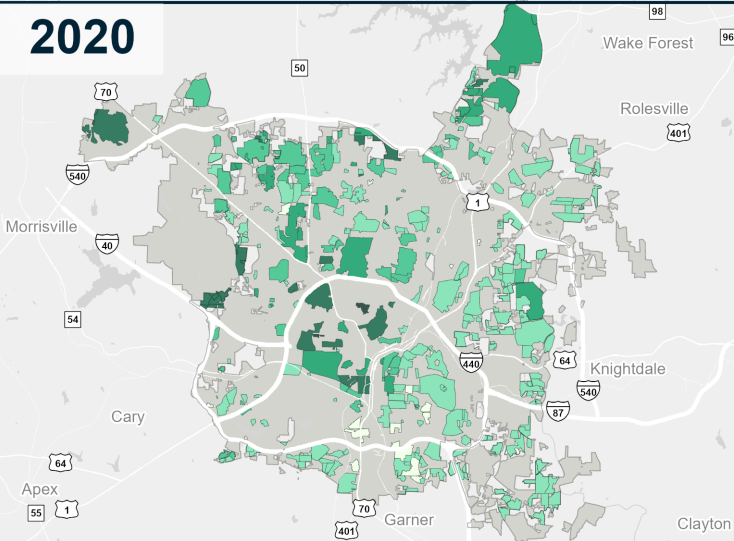 2020
98
Wake Forest
96
50
70
Rolesville
401
540
1
Morrisville
40
54
440
64
Knightdale
540
87
Cary
64
Apex
1
55
70
Garner
401
Clayton